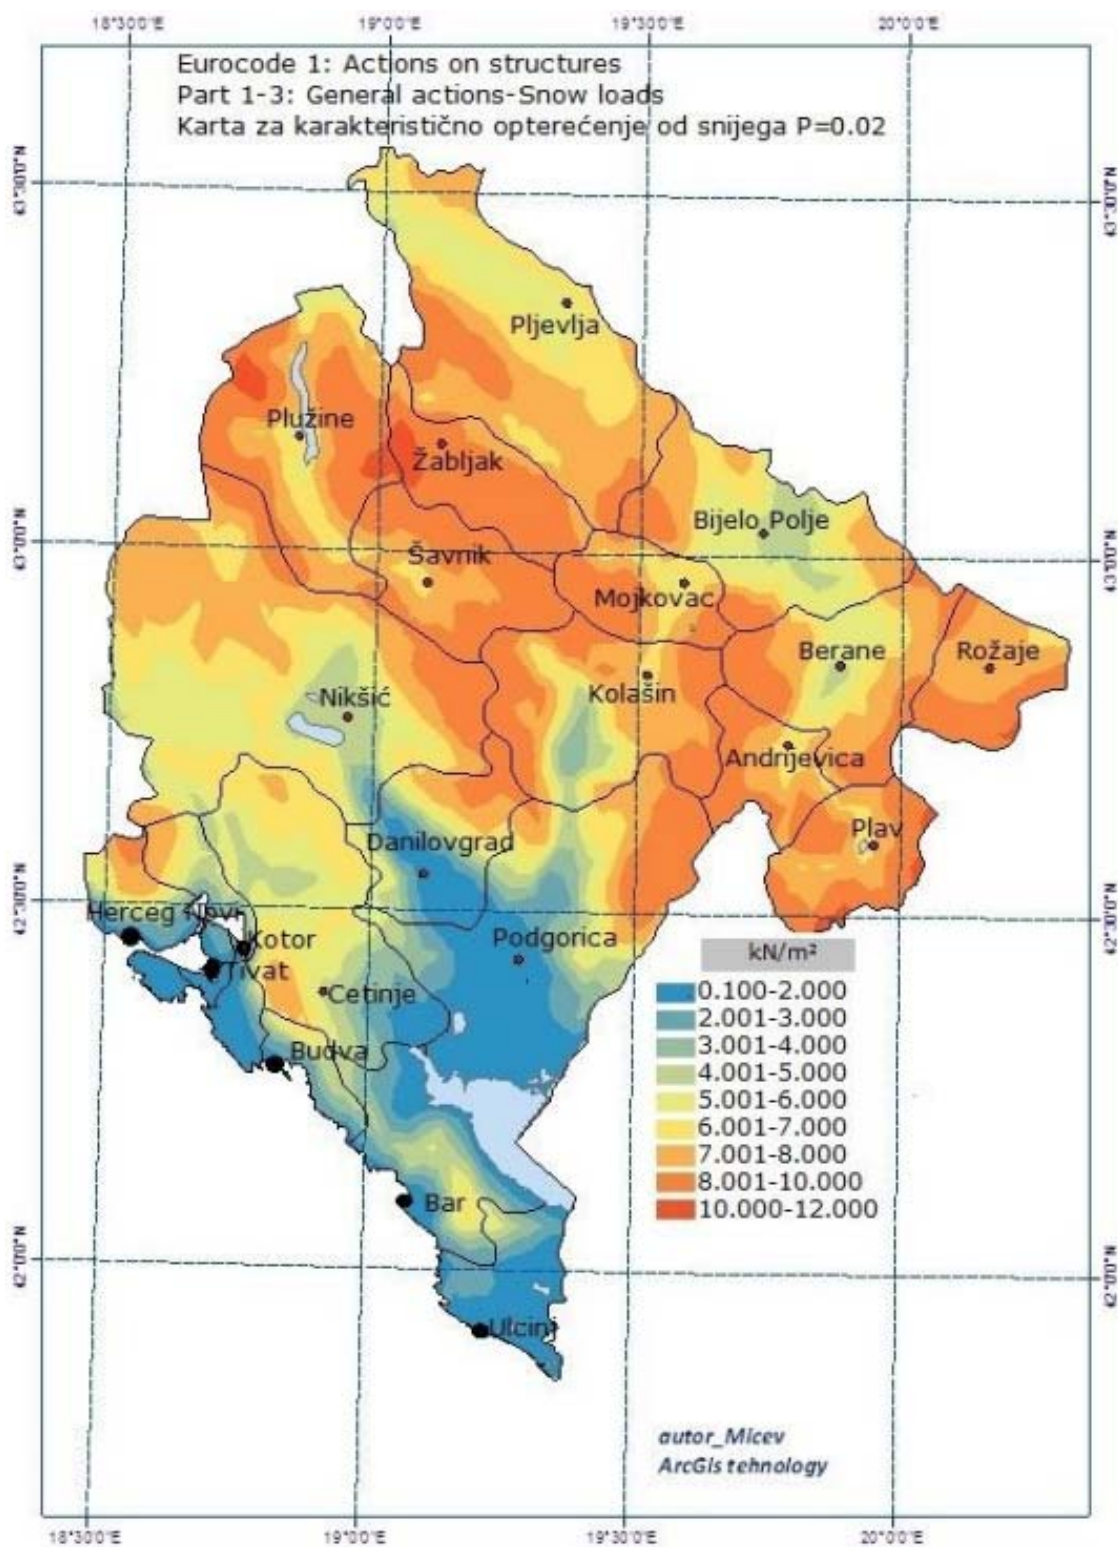 18°30'0"E 19°0'0"E 19°30'0"E 20°0'0"E
Eurocode 1: Actions on structures
Part 1-3: General actions-Snow loads
Karta za karakteristično opterećenje od snijega P=0.02
43°30'0"N 43°30'0"N
Pljevlja
Plužine
Žabljak
Bijelo Polje
43°0'0"N 43°0'0"N
Šavnik
Mojkovac
Berane
Rožaje
Kolašin
Nikšić
Andrijevica
Plav
Danilovgrad
42°30'0"N 42°30'0"N
Herceg Novi
Kotor
Podgorica
Tivat
Cetinje
Budva
Bar
Ulcinj
kN/m²
0.100-2.000
2.001-3.000
3.001-4.000
4.001-5.000
5.001-6.000
6.001-7.000
7.001-8.000
8.001-10.000
10.000-12.000
42°0'0"N 42°0'0"N
autor_Micev
ArcGis tehnology
18°30'0"E 19°0'0"E 19°30'0"E 20°0'0"E